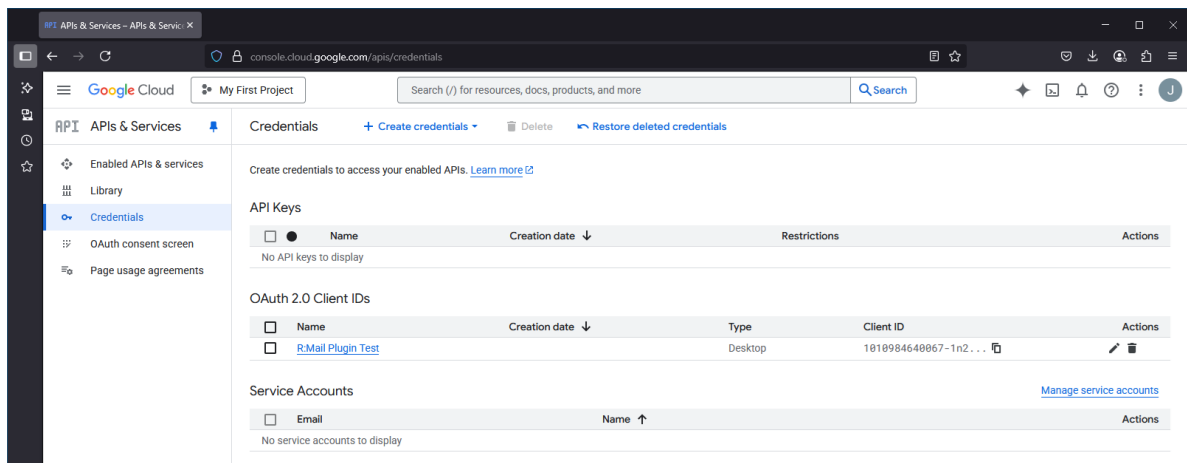 API APIs & Services – APIs & Servic
console.cloud.google.com/apis/credentials
Google Cloud My First Project Search (/) for resources, docs, products, and more Search J
API APIs & Services Credentials + Create credentials Delete Restore deleted credentials
Enabled APIs & services
Library
Credentials
OAuth consent screen
Page usage agreements
Create credentials to access your enabled APIs. Learn more
API Keys
Name Creation date Restrictions Actions
No API keys to display
OAuth 2.0 Client IDs
Name Creation date Type Client ID Actions
R:Mail Plugin Test Desktop 1010984640067-1n2...
Service Accounts Manage service accounts
Email Name Actions
No service accounts to display